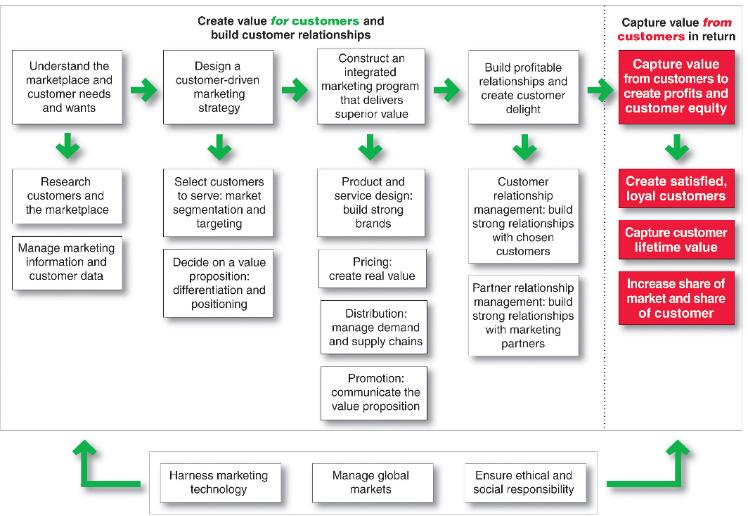 Create value for customers and
build customer relationships
Capture value from
customers in return
Understand the
marketplace and
customer needs
and wants
Design a
customer-driven
marketing
strategy
Construct an
integrated
marketing program
that delivers
superior value
Build profitable
relationships and
create customer
delight
Capture value
from customers to
create profits and
customer equity
Research
customers and
the marketplace
Manage marketing
information and
customer data
Select customers
to serve: market
segmentation and
targeting
Decide on a value
proposition:
differentiation and
positioning
Product and
service design:
build strong
brands
Pricing:
create real value
Distribution:
manage demand
and supply chains
Promotion:
communicate the
value proposition
Customer
relationship
management: build
strong relationships
with chosen
customers
Partner relationship
management: build
strong relationships
with marketing
partners
Create satisfied,
loyal customers
Capture customer
lifetime value
Increase share of
market and share
of customer
Harness marketing
technology
Manage global
markets
Ensure ethical and
social responsibility